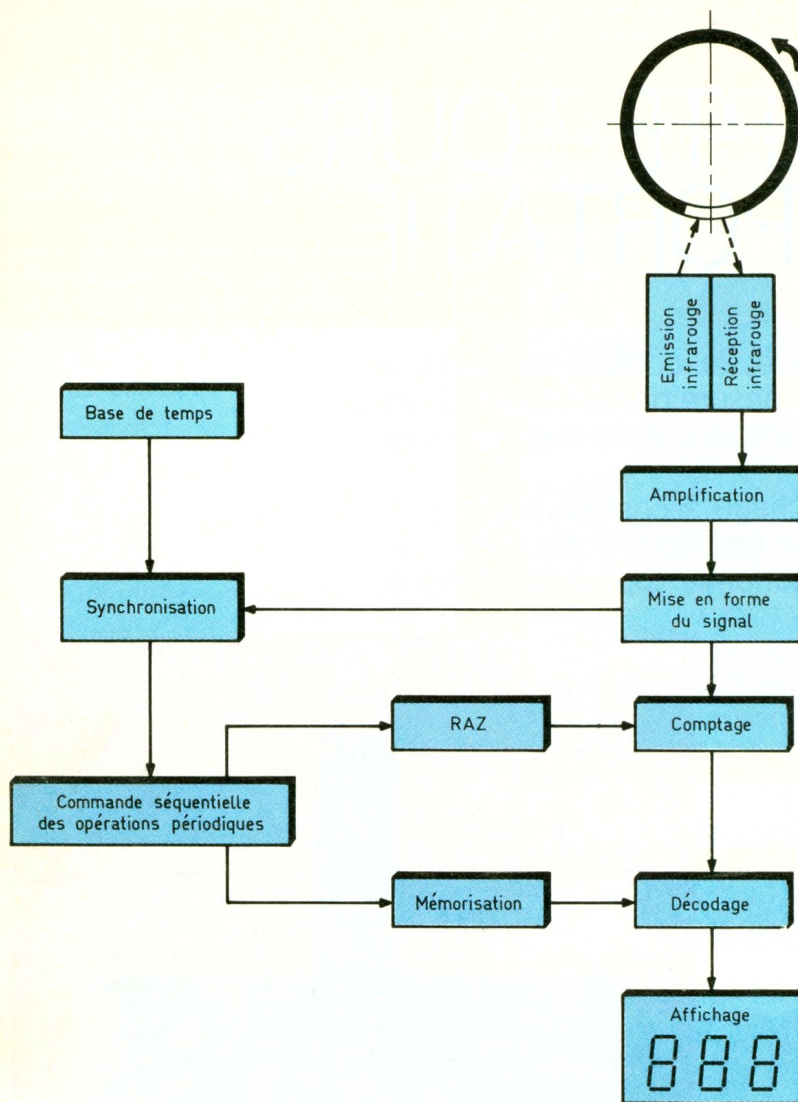 Emission
infrarouge
Réception
infrarouge
Base de temps
Amplification
Synchronisation
Mise en forme
du signal
RAZ
Comptage
Commande séquentielle
des opérations périodiques
Mémorisation
Décodage
Affichage
888